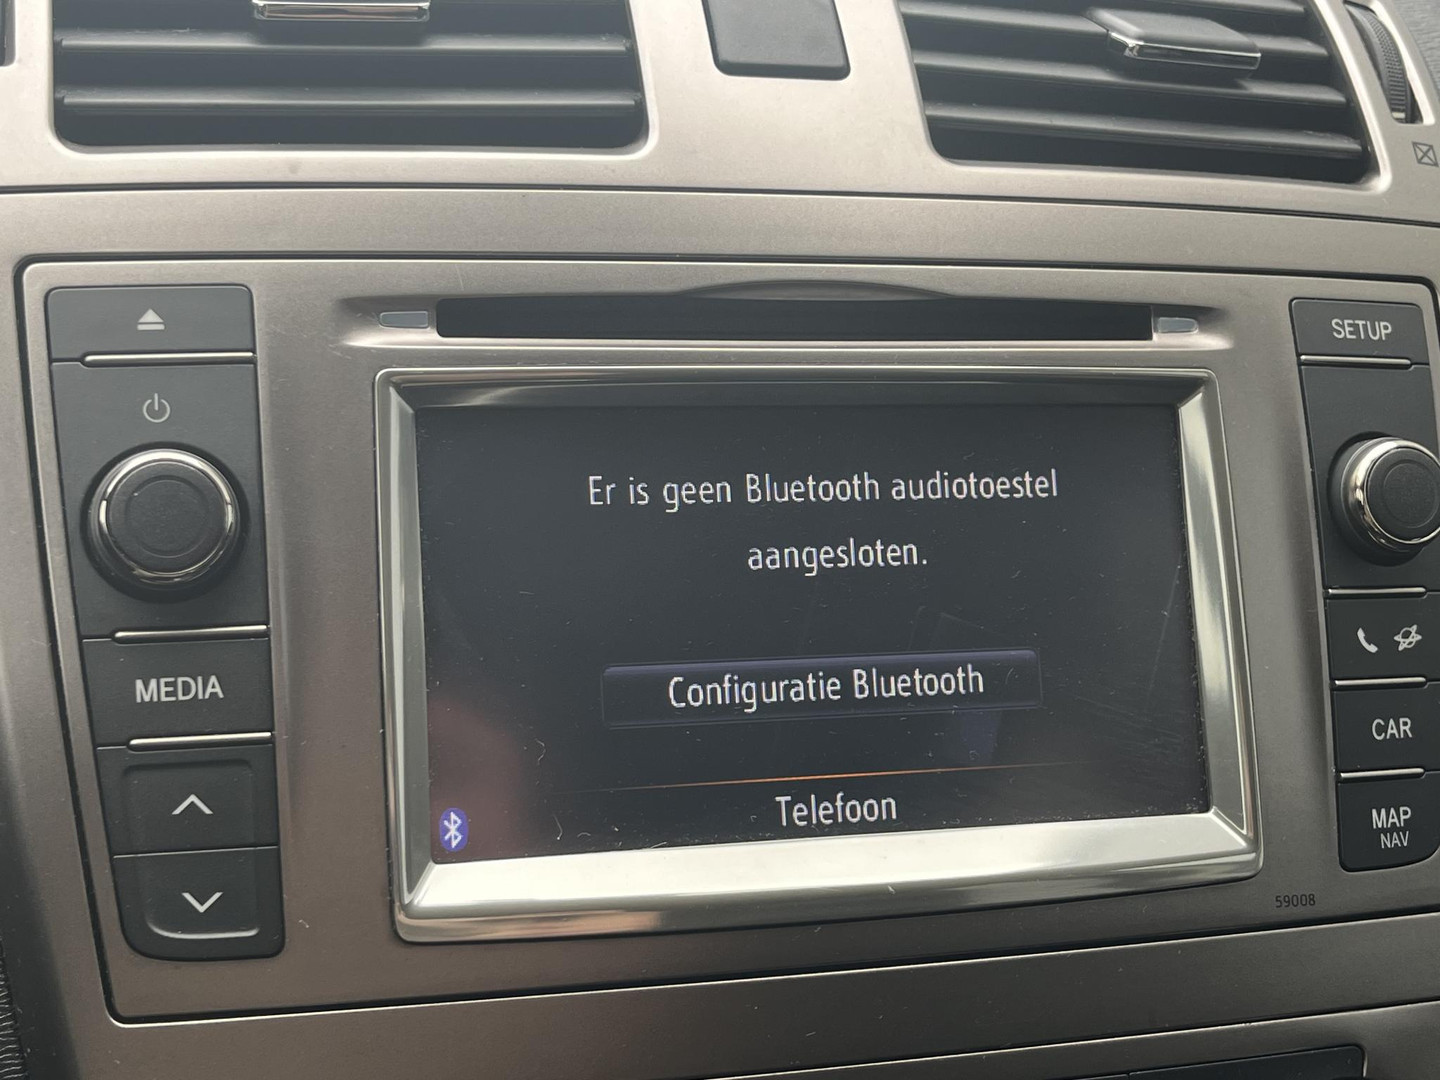 SETUP
Er is geen Bluetooth audiotoestel
aangesloten.
Configuratie Bluetooth
MEDIA
CAR
Telefoon
MAP
NAV
59008